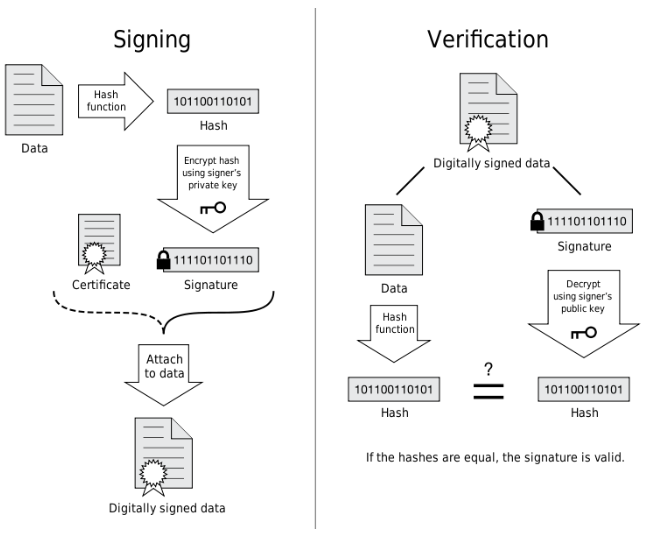 Signing
Hash
function
101100110101
Hash
Data
Encrypt hash
using signer's
private key
Certificate
111101101110
Signature
Attach
to data
Digitally signed data
Verification
Digitally signed data
Data
111101101110
Signature
Hash
function
Decrypt
using signer's
public key
101100110101
Hash
?
101100110101
Hash
If the hashes are equal, the signature is valid.